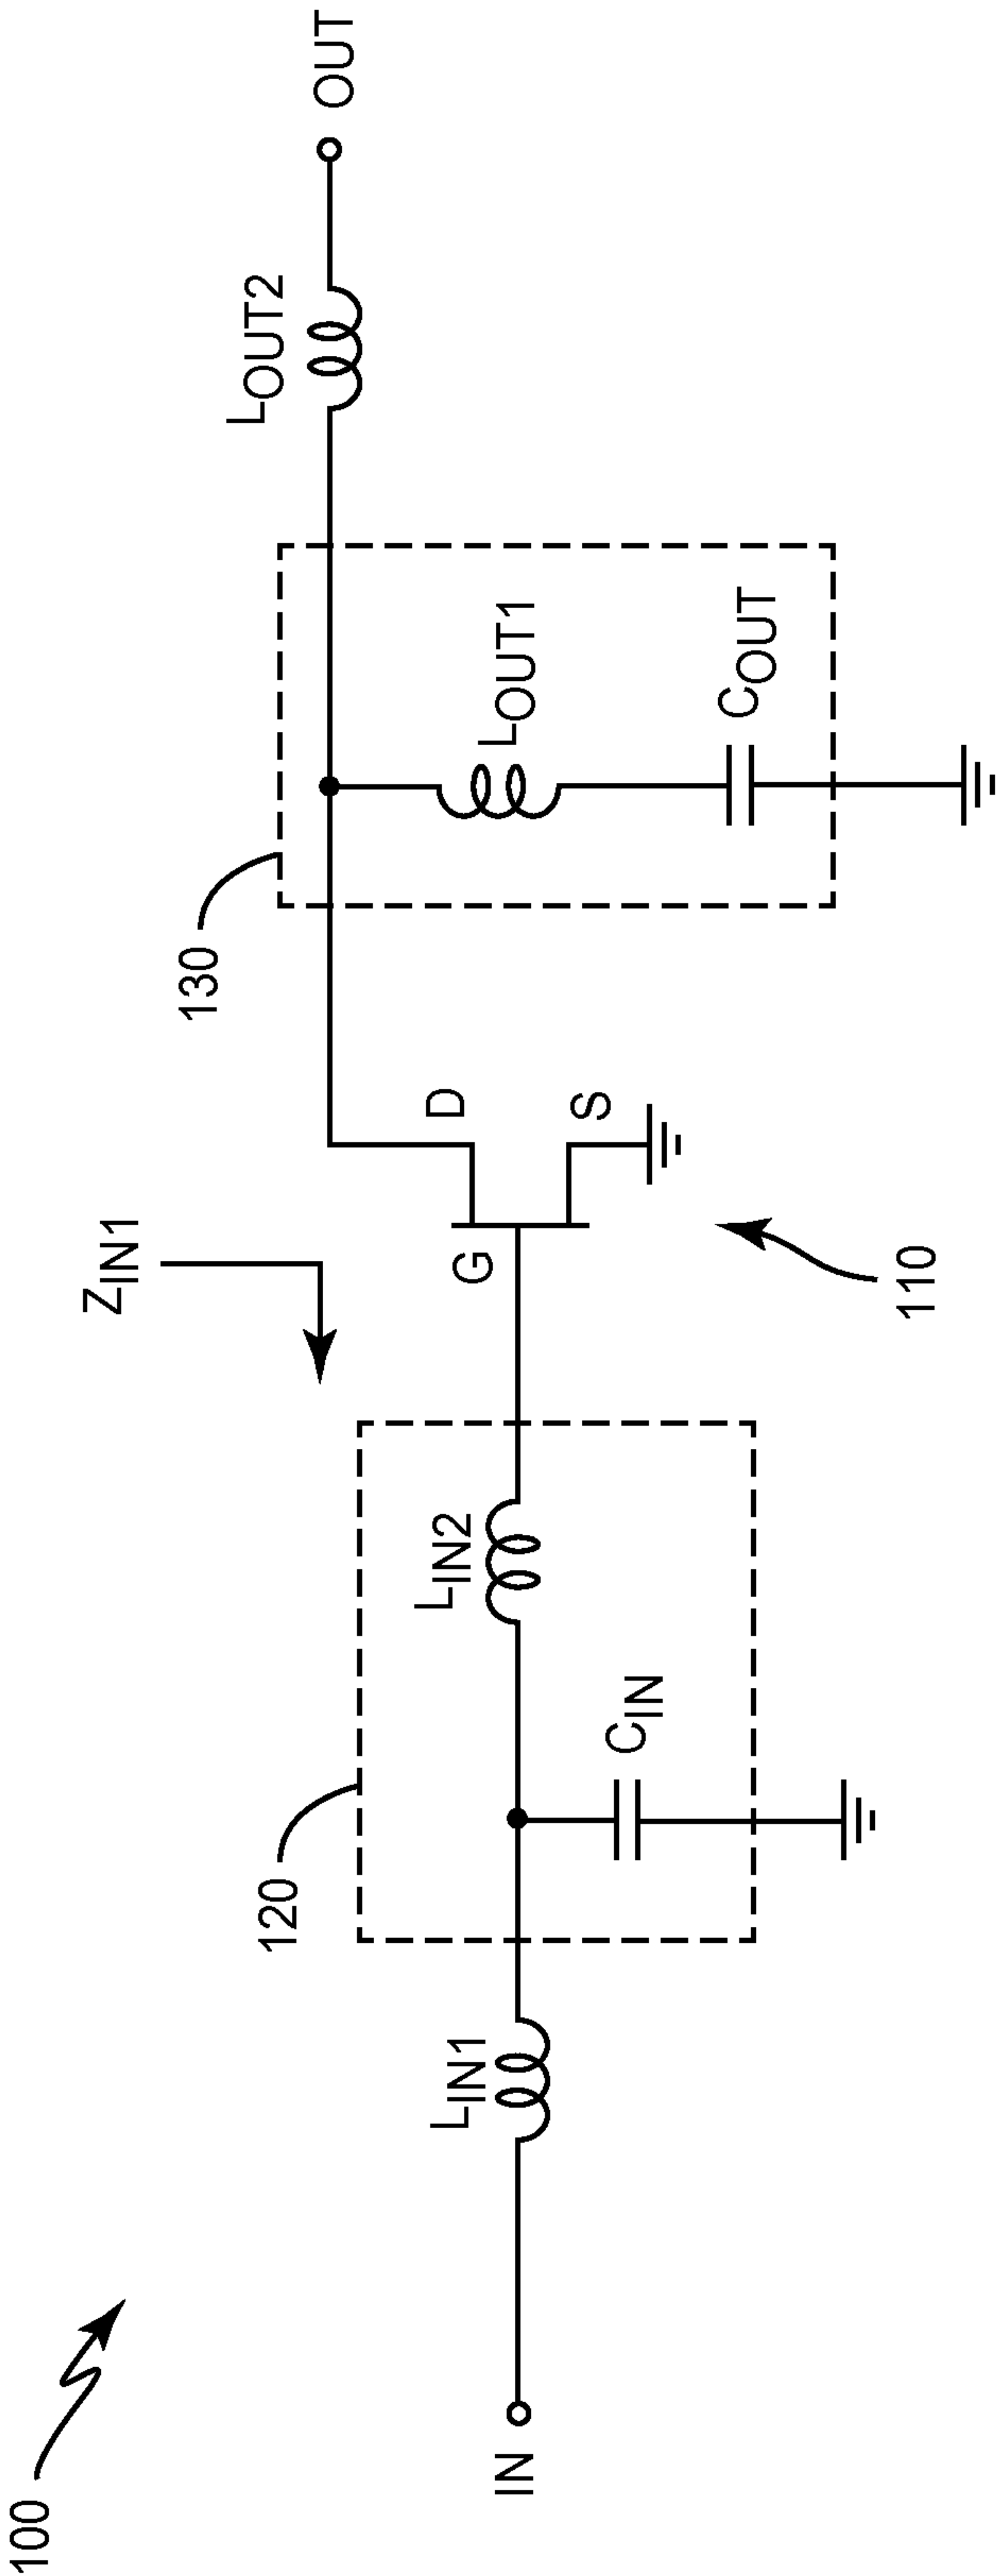 100
IN
L_IN1
120
C_IN
L_IN2
Z_IN1
G
D
S
110
130
L_OUT1
C_OUT
L_OUT2
OUT